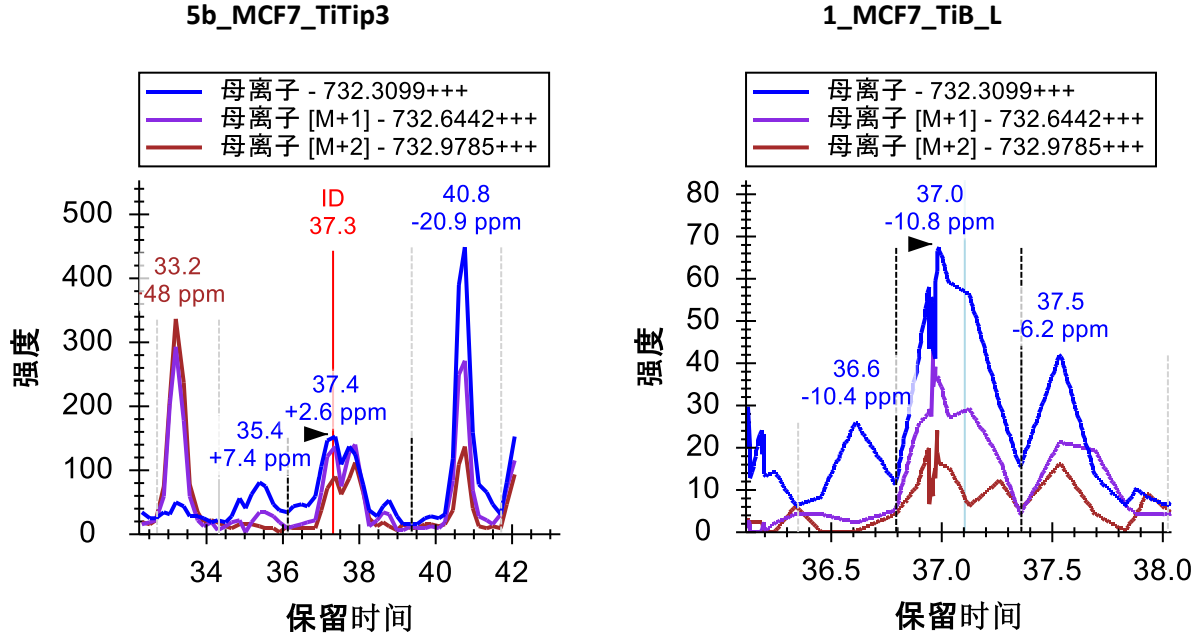 5b_MCF7_TiTip3
母离子 - 732.3099+++
母离子 [M+1] - 732.6442+++
母离子 [M+2] - 732.9785+++
ID
37.3
40.8
-20.9 ppm
33.2
-48 ppm
37.4
+2.6 ppm
35.4
+7.4 ppm
500
400
300
200
100
0
强度
34
36
38
40
42
保留时间
1_MCF7_TiB_L
母离子 - 732.3099+++
母离子 [M+1] - 732.6442+++
母离子 [M+2] - 732.9785+++
37.0
-10.8 ppm
37.5
-6.2 ppm
36.6
-10.4 ppm
80
70
60
50
40
30
20
10
0
强度
36.5
37.0
37.5
38.0
保留时间